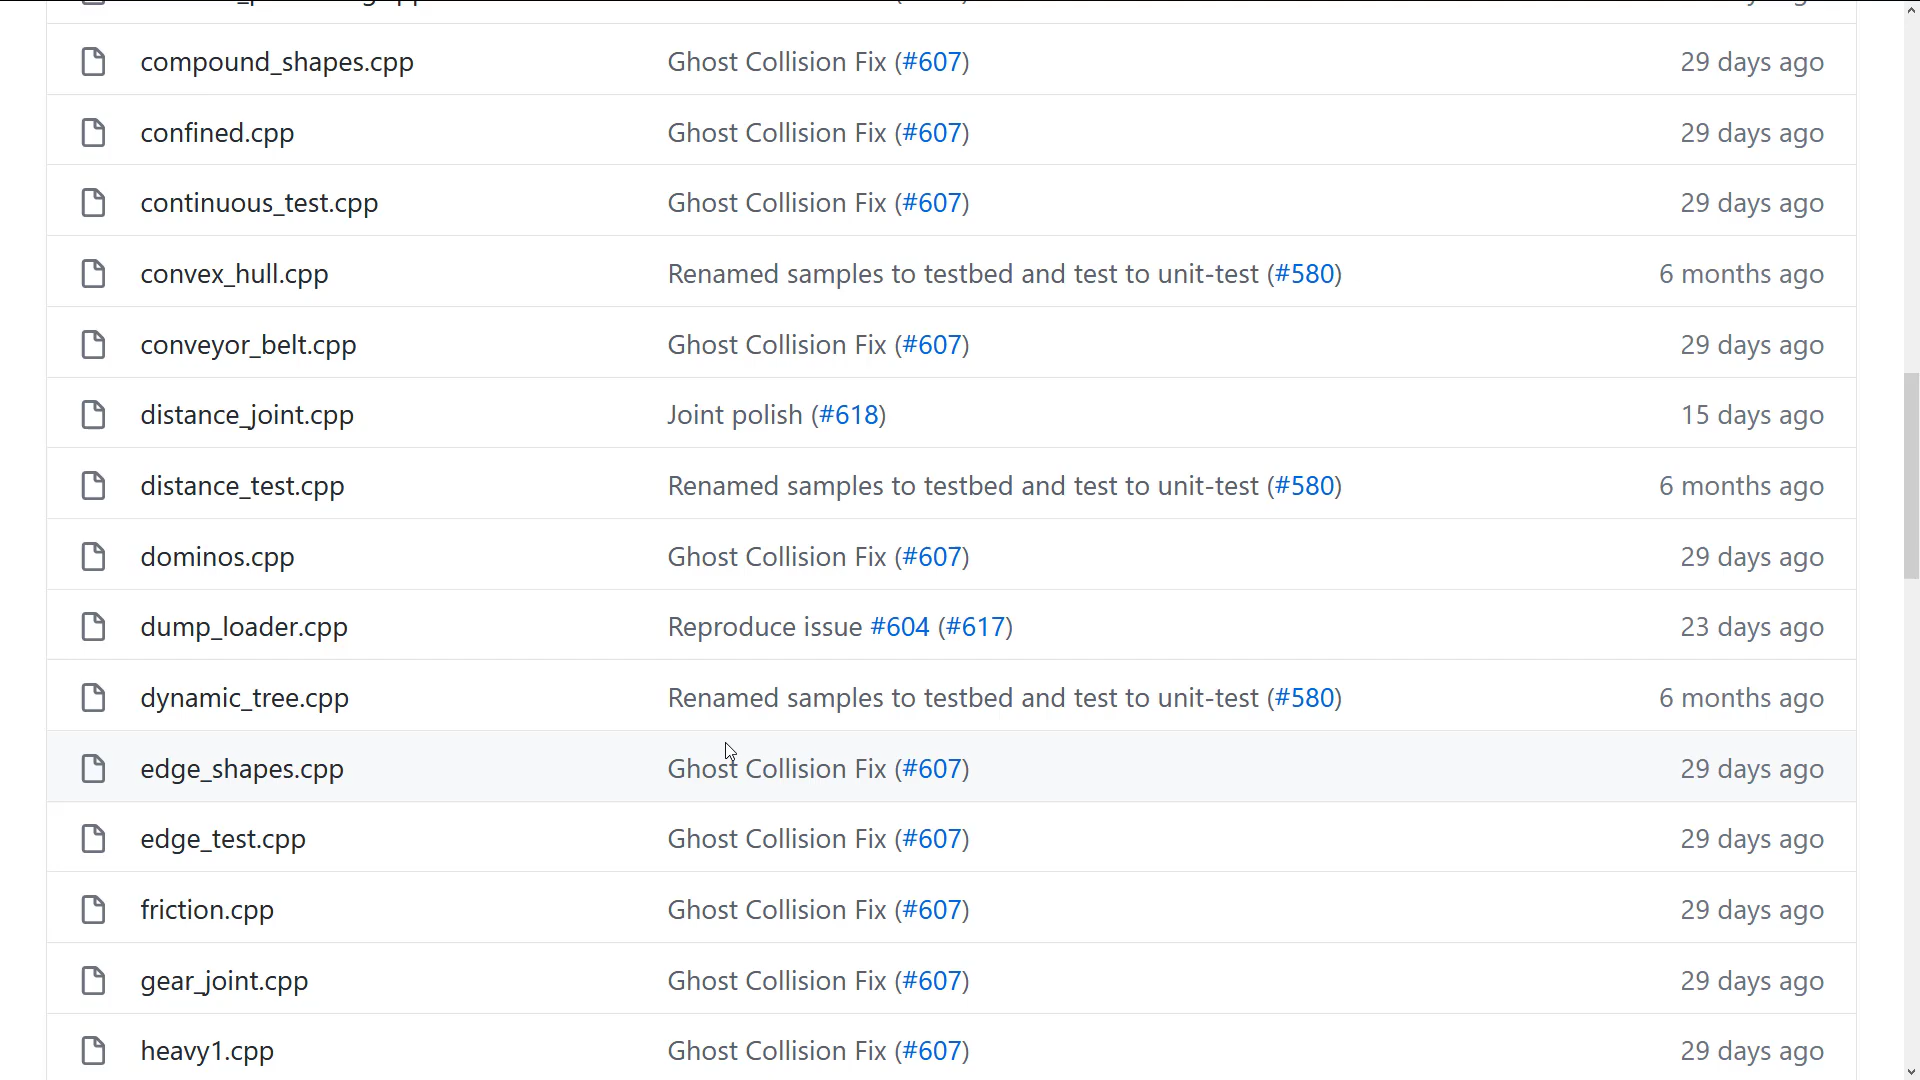 compound_shapes.cpp Ghost Collision Fix (#607) 29 days ago
confined.cpp Ghost Collision Fix (#607) 29 days ago
continuous_test.cpp Ghost Collision Fix (#607) 29 days ago
convex_hull.cpp Renamed samples to testbed and test to unit-test (#580) 6 months ago
conveyor_belt.cpp Ghost Collision Fix (#607) 29 days ago
distance_joint.cpp Joint polish (#618) 15 days ago
distance_test.cpp Renamed samples to testbed and test to unit-test (#580) 6 months ago
dominos.cpp Ghost Collision Fix (#607) 29 days ago
dump_loader.cpp Reproduce issue #604 (#617) 23 days ago
dynamic_tree.cpp Renamed samples to testbed and test to unit-test (#580) 6 months ago
edge_shapes.cpp Ghost Collision Fix (#607) 29 days ago
edge_test.cpp Ghost Collision Fix (#607) 29 days ago
friction.cpp Ghost Collision Fix (#607) 29 days ago
gear_joint.cpp Ghost Collision Fix (#607) 29 days ago
heavy1.cpp Ghost Collision Fix (#607) 29 days ago